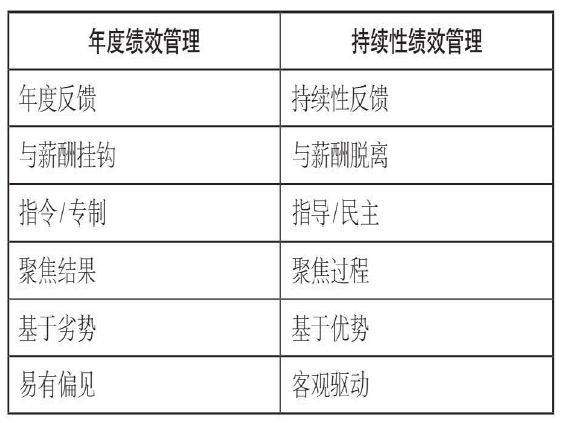 年度绩效管理 持续性绩效管理
年度反馈 持续性反馈
与薪酬挂钩 与薪酬脱离
指令/专制 指导/民主
聚焦结果 聚焦过程
基于劣势 基于优势
易有偏见 客观驱动